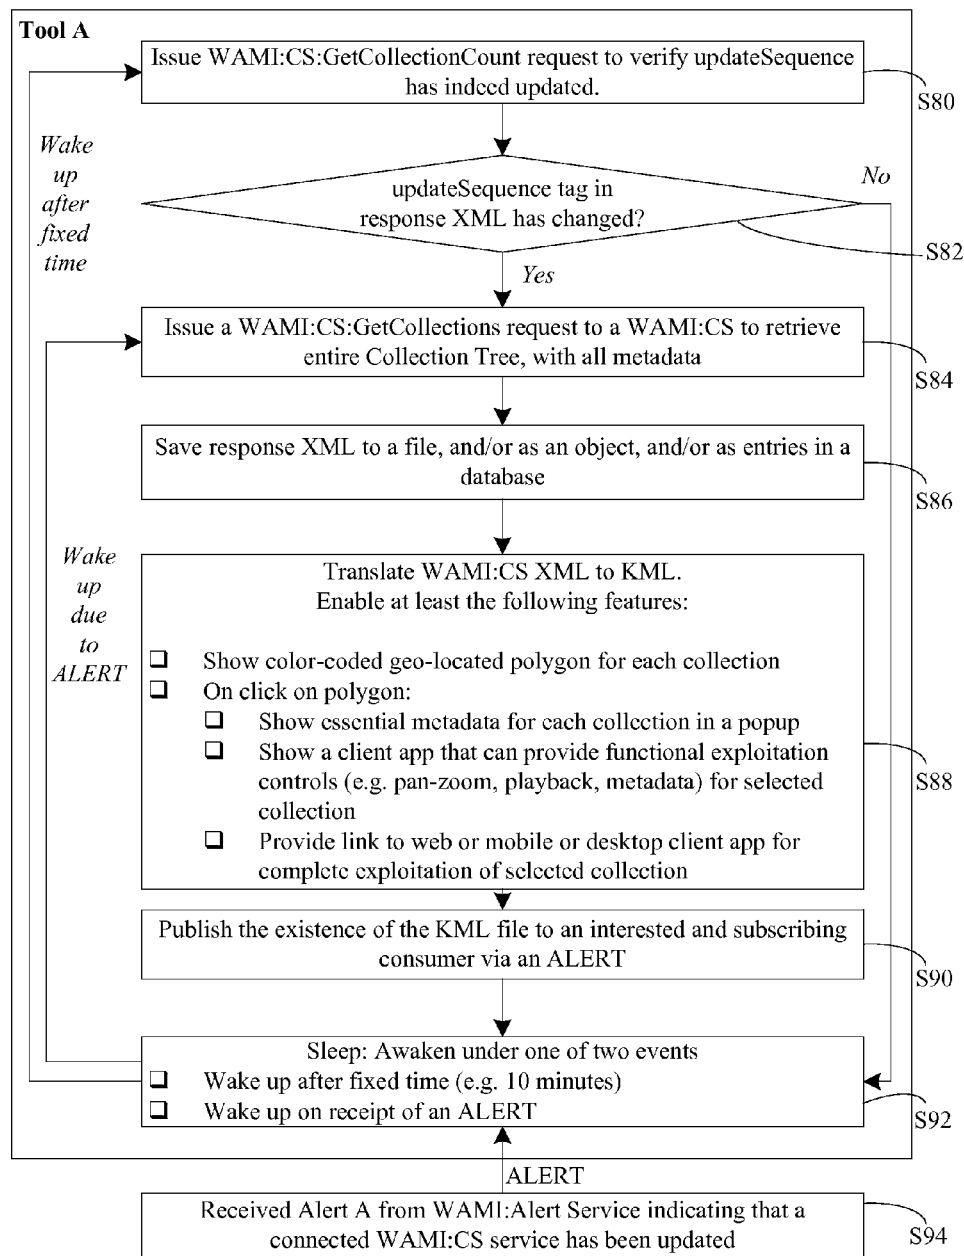 Tool A
Issue WAMI:CS:GetCollectionCount request to verify updateSequence
has indeed updated.
S80
Wake
up
after
fixed
time
No
updateSequence tag in
response XML has changed?
S82
Yes
Issue a WAMI:CS:GetCollections request to a WAMI:CS to retrieve
entire Collection Tree, with all metadata
S84
Save response XML to a file, and/or as an object, and/or as entries in a
database
S86
Wake
up
due
to
ALERT
Translate WAMI:CS XML to KML.
Enable at least the following features:
❑ Show color-coded geo-located polygon for each collection
❑ On click on polygon:
❑ Show essential metadata for each collection in a popup
❑ Show a client app that can provide functional exploitation
controls (e.g. pan-zoom, playback, metadata) for selected
collection
❑ Provide link to web or mobile or desktop client app for
complete exploitation of selected collection
S88
Publish the existence of the KML file to an interested and subscribing
consumer via an ALERT
S90
Sleep: Awaken under one of two events
❑ Wake up after fixed time (e.g. 10 minutes)
❑ Wake up on receipt of an ALERT
S92
ALERT
Received Alert A from WAMI:Alert Service indicating that a
connected WAMI:CS service has been updated
S94